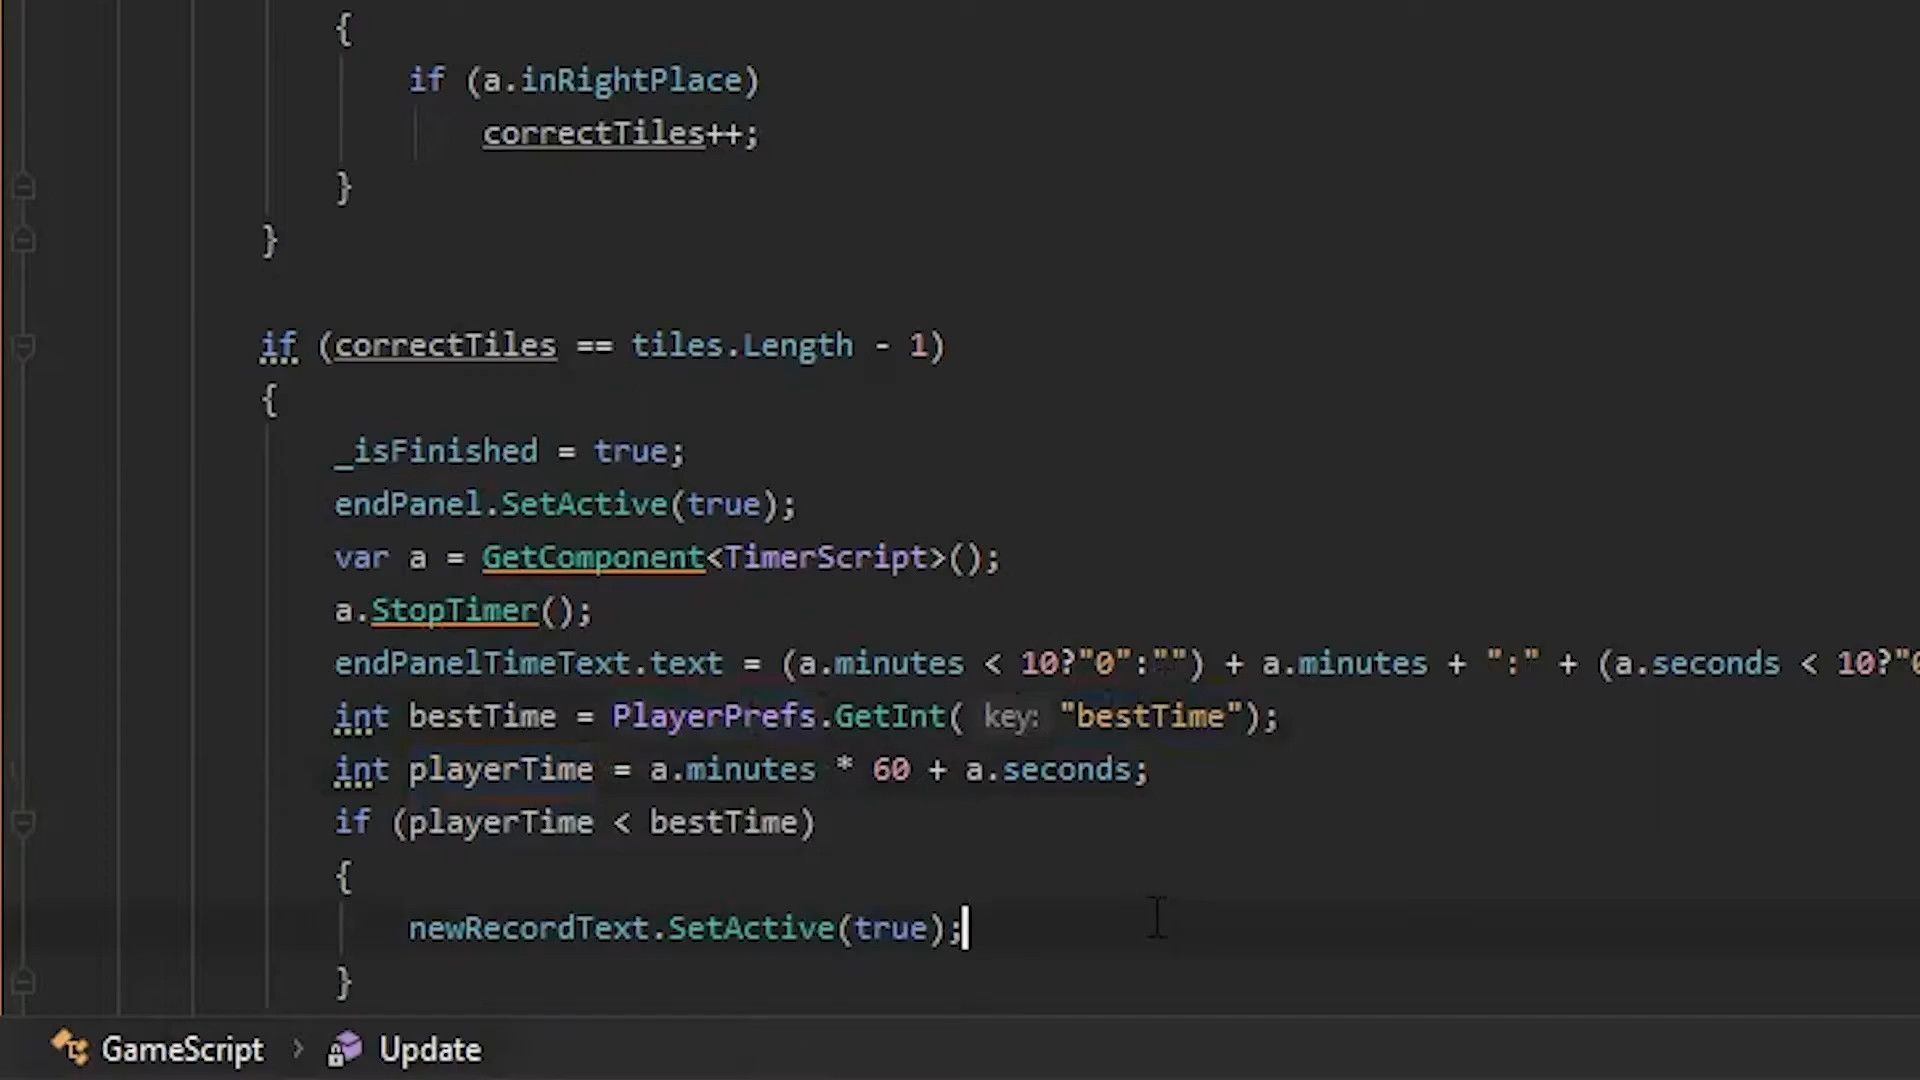 {
if (a.inRightPlace)
correctTiles++;
}
}
if (correctTiles == tiles.Length - 1)
{
_isFinished = true;
endPanel.SetActive(true);
var a = GetComponent<TimerScript>();
a.StopTimer();
endPanelTimeText.text = (a.minutes < 10?"0":"") + a.minutes + ":" + (a.seconds < 10?"0
int bestTime = PlayerPrefs.GetInt( key: "bestTime");
int playerTime = a.minutes * 60 + a.seconds;
if (playerTime < bestTime)
{
newRecordText.SetActive(true);
}
GameScript > Update